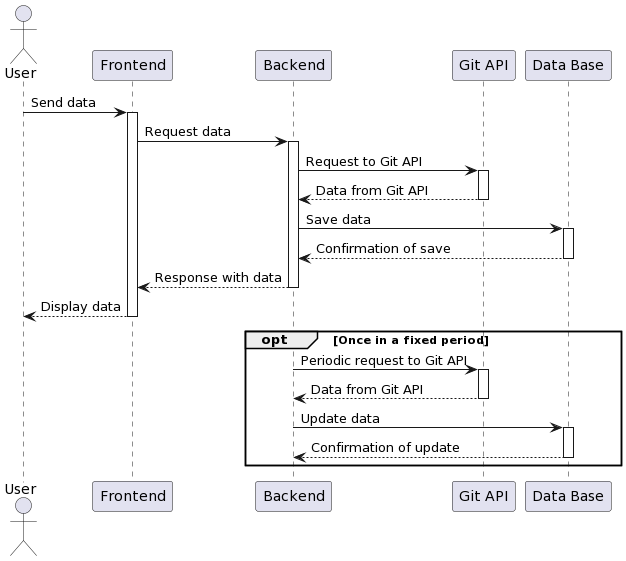 User
Frontend
Backend
Git API
Data Base
Send data
Request data
Request to Git API
Data from Git API
Save data
Confirmation of save
Response with data
Display data
opt [Once in a fixed period]
Periodic request to Git API
Data from Git API
Update data
Confirmation of update
User
Frontend
Backend
Git API
Data Base